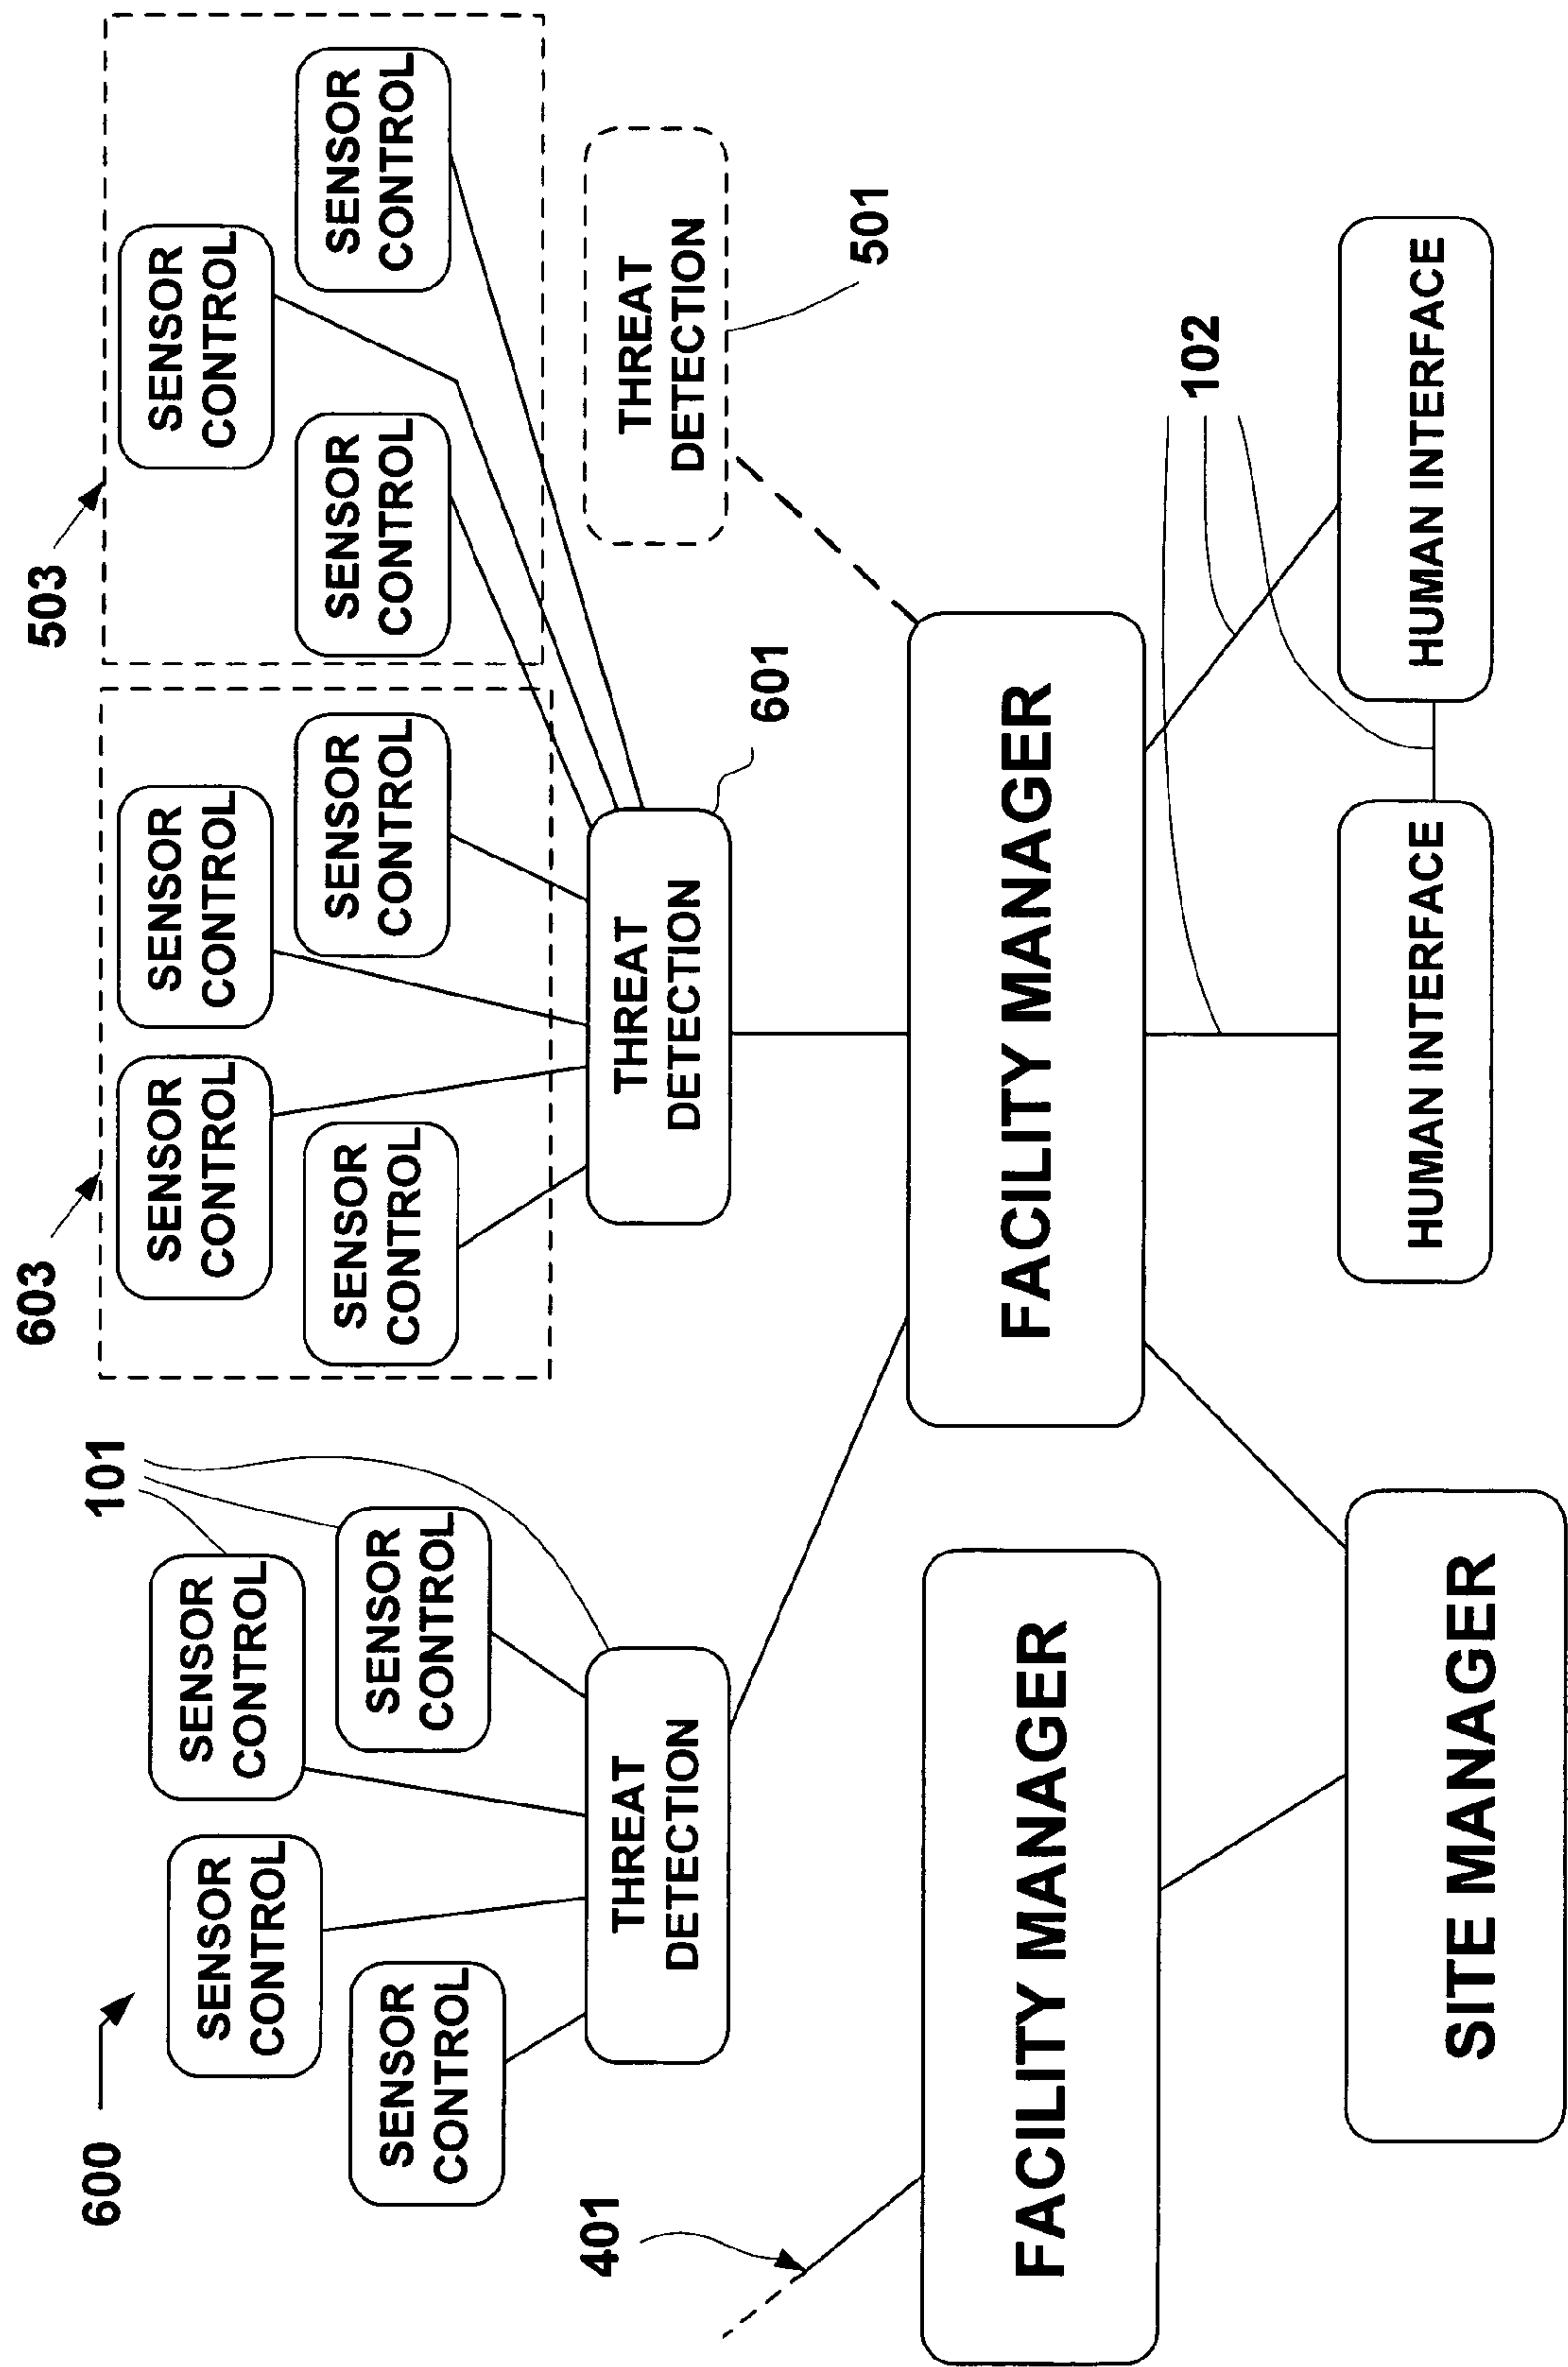 600
101
603
503
SENSOR
CONTROL
SENSOR
CONTROL
SENSOR
CONTROL
SENSOR
CONTROL
SENSOR
CONTROL
SENSOR
CONTROL
SENSOR
CONTROL
SENSOR
CONTROL
SENSOR
CONTROL
SENSOR
CONTROL
SENSOR
CONTROL
401
THREAT
DETECTION
THREAT
DETECTION
THREAT
DETECTION
601
501
FACILITY MANAGER
FACILITY MANAGER
102
SITE MANAGER
HUMAN INTERFACE
HUMAN INTERFACE